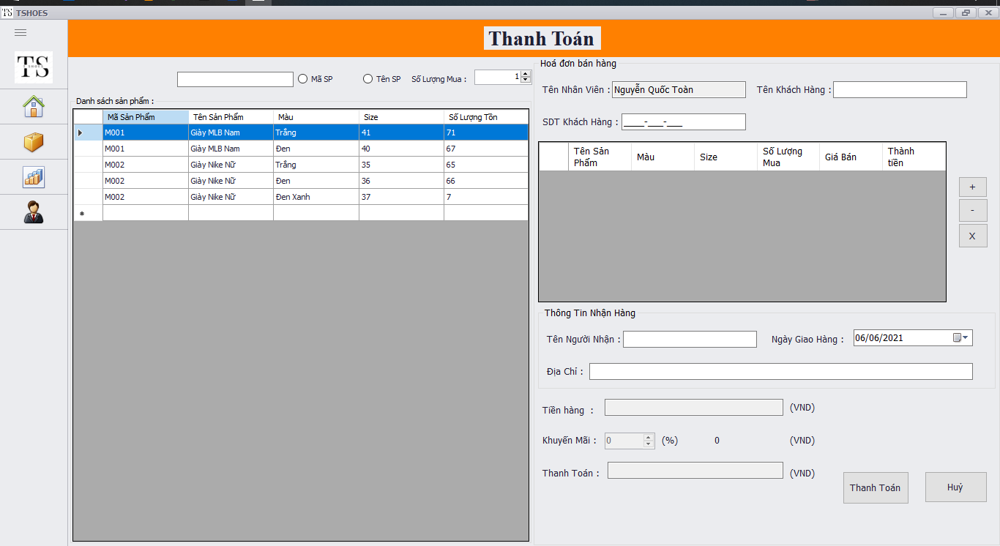 TS TSHOES
Thanh Toán
TS
SHOES
Mã SP Tên SP Số Lượng Mua : 1
Danh sách sản phẩm :
Mã Sản Phẩm Tên Sản Phẩm Màu Size Số Lượng Tồn
M001 Giày MLB Nam Trắng 41 71
M001 Giày MLB Nam Đen 40 67
M002 Giày Nike Nữ Trắng 35 65
M002 Giày Nike Nữ Đen 36 66
M002 Giày Nike Nữ Đen Xanh 37 7
Hoá đơn bán hàng
Tên Nhân Viên : Nguyễn Quốc Toàn Tên Khách Hàng :
SDT Khách Hàng : ____-___-___
Tên Sản Phẩm Màu Size Số Lượng Mua Giá Bán Thành tiền
+
-
X
Thông Tin Nhận Hàng
Tên Người Nhận : Ngày Giao Hàng : 06/06/2021
Địa Chỉ :
Tiền hàng : (VND)
Khuyến Mãi : 0 (%) 0 (VND)
Thanh Toán : (VND)
Thanh Toán Huỷ